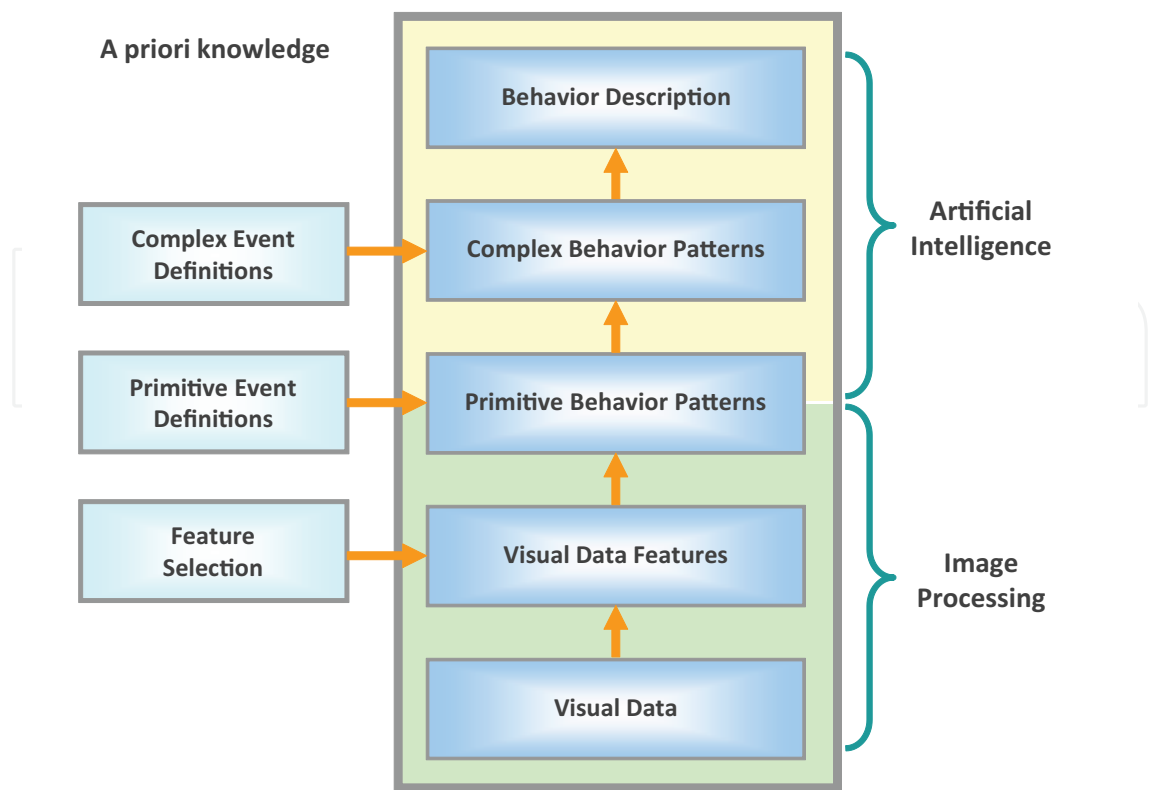 A priori knowledge
Behavior Description
Complex Event
Definitions
Complex Behavior Patterns
Artificial
Intelligence
Primitive Event
Definitions
Primitive Behavior Patterns
Feature
Selection
Visual Data Features
Image
Processing
Visual Data